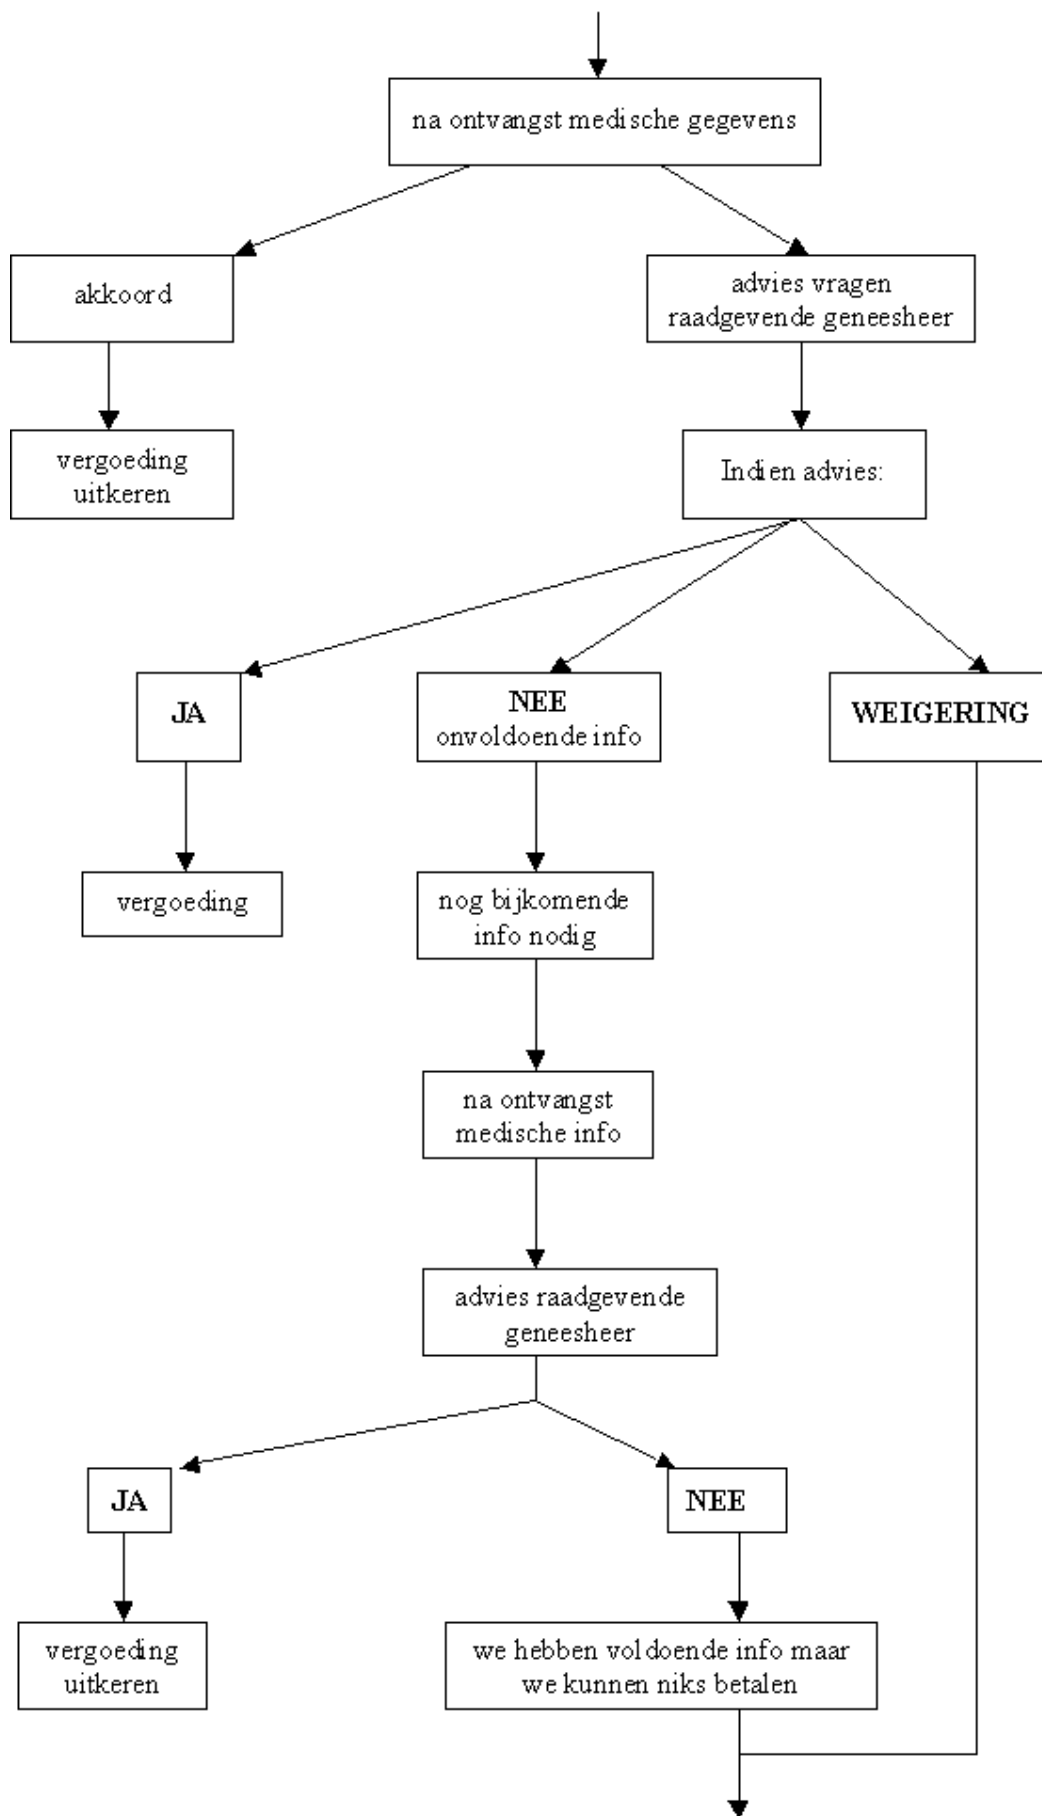 na ontvangst medische gegevens
akkoord
advies vragen
raadgevende geneesheer
vergoeding
uitkeren
Indien advies:
JA
NEE
onvoldoende info
WEIGERING
vergoeding
nog bijkomende
info nodig
na ontvangst
medische info
advies raadgevende
geneesheer
JA
NEE
vergoeding
uitkeren
we hebben voldoende info maar
we kunnen niks betalen